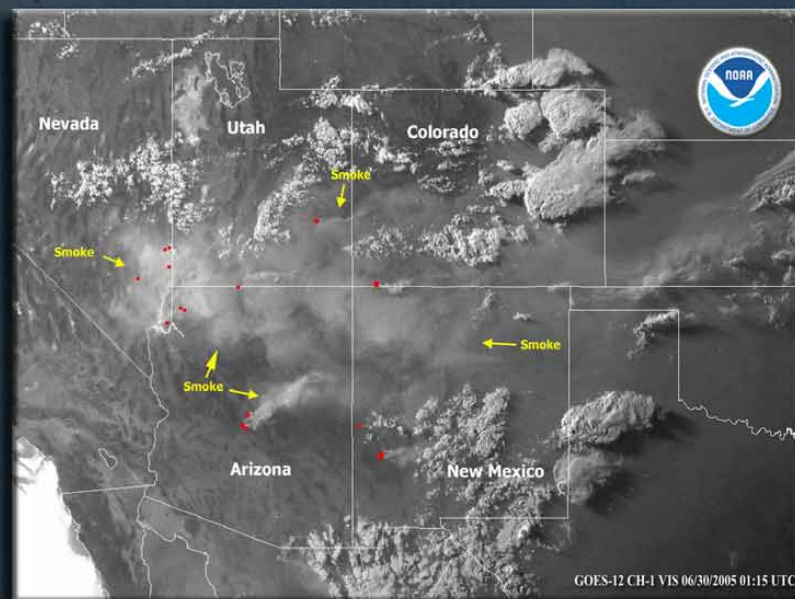 NOAA
Nevada
Utah
Colorado
Smoke
Smoke
Smoke
Smoke
Arizona
New Mexico
GOES-12 CH-1 VIS 06/30/2005 01:15 UTC